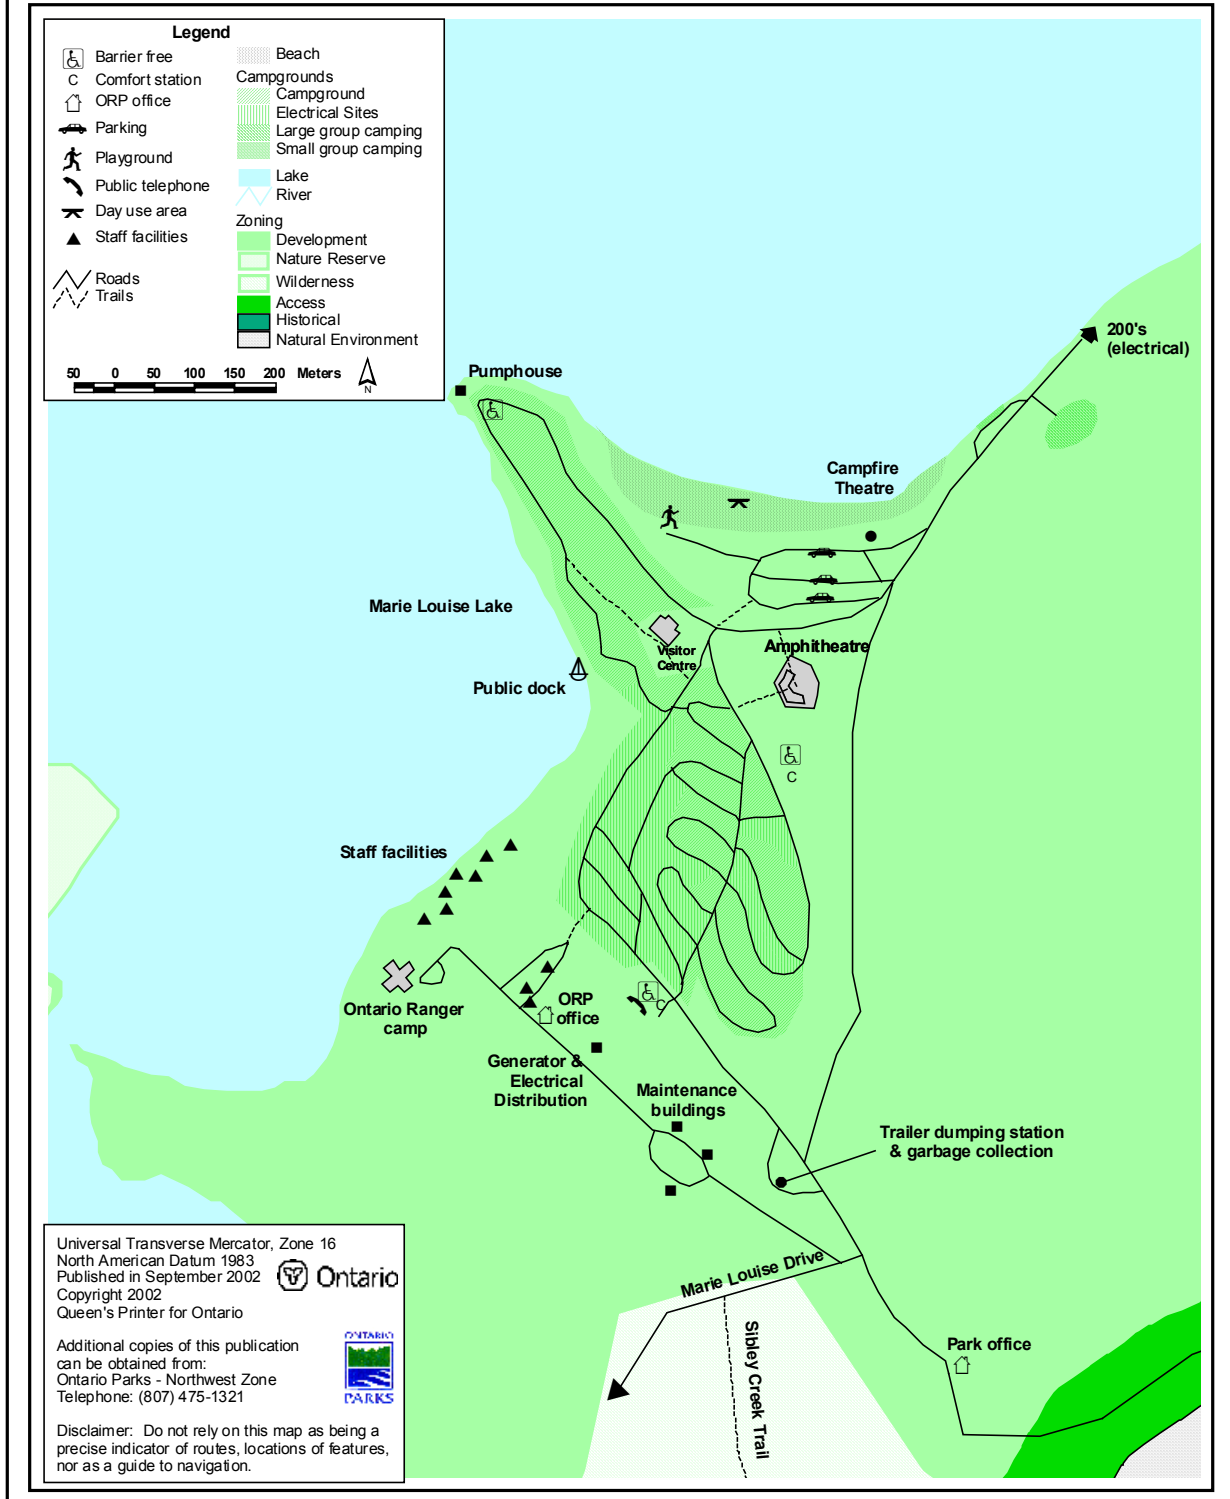 Legend
Barrier free
C Comfort station
ORP office
Parking
Playground
Public telephone
Day use area
Staff facilities
Roads
Trails
Beach
Campgrounds
Campground
Electrical Sites
Large group camping
Small group camping
Lake
River
Zoning
Development
Nature Reserve
Wilderness
Access
Historical
Natural Environment
50 0 50 100 150 200 Meters
N
200's
(electrical)
Pumphouse
Campfire
Theatre
Marie Louise Lake
Visitor
Centre
Amphitheatre
Public dock
C
Staff facilities
Ontario Ranger
camp
ORP
office
C
Generator &
Electrical
Distribution
Maintenance
buildings
Trailer dumping station
& garbage collection
Marie Louise Drive
Sibley Creek Trail
Park office
Universal Transverse Mercator, Zone 16
North American Datum 1983
Published in September 2002
Copyright 2002
Queen's Printer for Ontario
Ontario
Additional copies of this publication
can be obtained from:
Ontario Parks - Northwest Zone
Telephone: (807) 475-1321
ONTARIO
PARKS
Disclaimer: Do not rely on this map as being a
precise indicator of routes, locations of features,
nor as a guide to navigation.